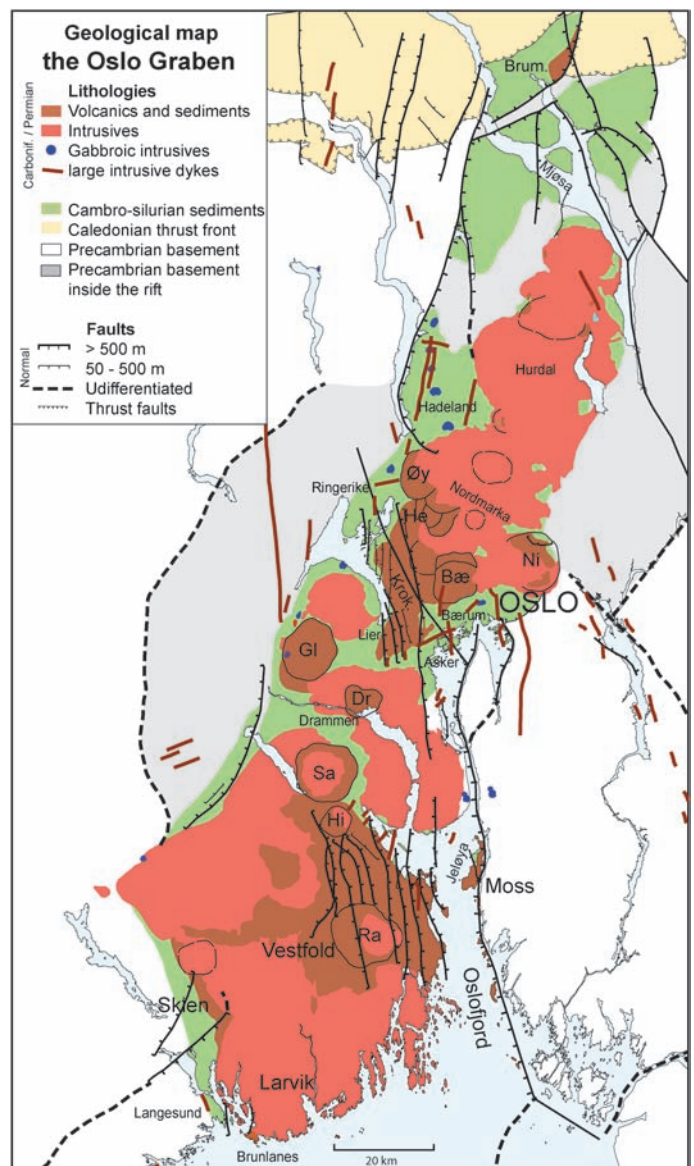 Geological map
the Oslo Graben
Carbonif. / Permian
Lithologies
Volcanics and sediments
Intrusives
Gabbroic intrusives
large intrusive dykes
Cambro-silurian sediments
Caledonian thrust front
Precambrian basement
Precambrian basement
inside the rift
Normal
Faults
> 500 m
50 - 500 m
Undifferentiated
Thrust faults
Brum.
Mjøsa
Hurdal
Hadeland
Ringerike
Øy
Nordmarka
He
Ni
Bæ
Krok.
OSLO
Bærum
Lier
Gl
Asker
Dr
Drammen
Sa
Hi
Jeløya
Moss
Ra
Vestfold
Oslofjord
Skien
Larvik
Langesund
Brunlanes
20 km